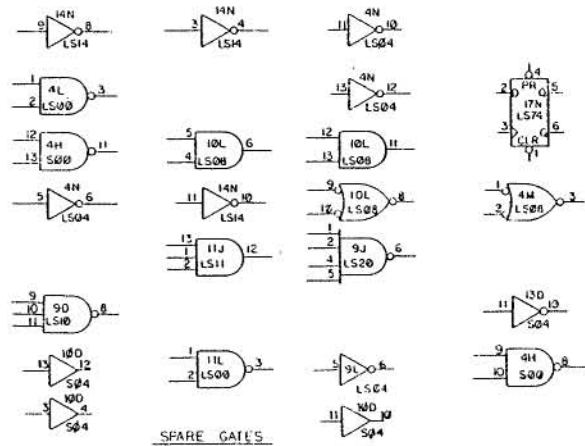 14N 14N 4N
9 8 3 4 11 10
LS14 LS14 LS04
1 4L 3
2 LS00
4N
13 12
LS04
4
2 PR 5
17N
LS74
3 CLR 6
1
12 4H 11
13 S00
5 10L 6
4 LS08
12 10L 11
13 LS08
4N
5 6
LS04
14N
11 10
LS14
9 10L 8
10 LS08
1 4M 3
2 LS08
13 11J 12
1 LS11
2
1
2 9J 6
4 LS20
5
9 9D 8
10 LS10
11
13D
11 10
S04
10D
13 12
S04
1 11L 3
2 LS00
5 9L 6
LS04
9 4H 8
10 S00
10D
3 4
S04
10D
11 10
S04
SPARE GATES